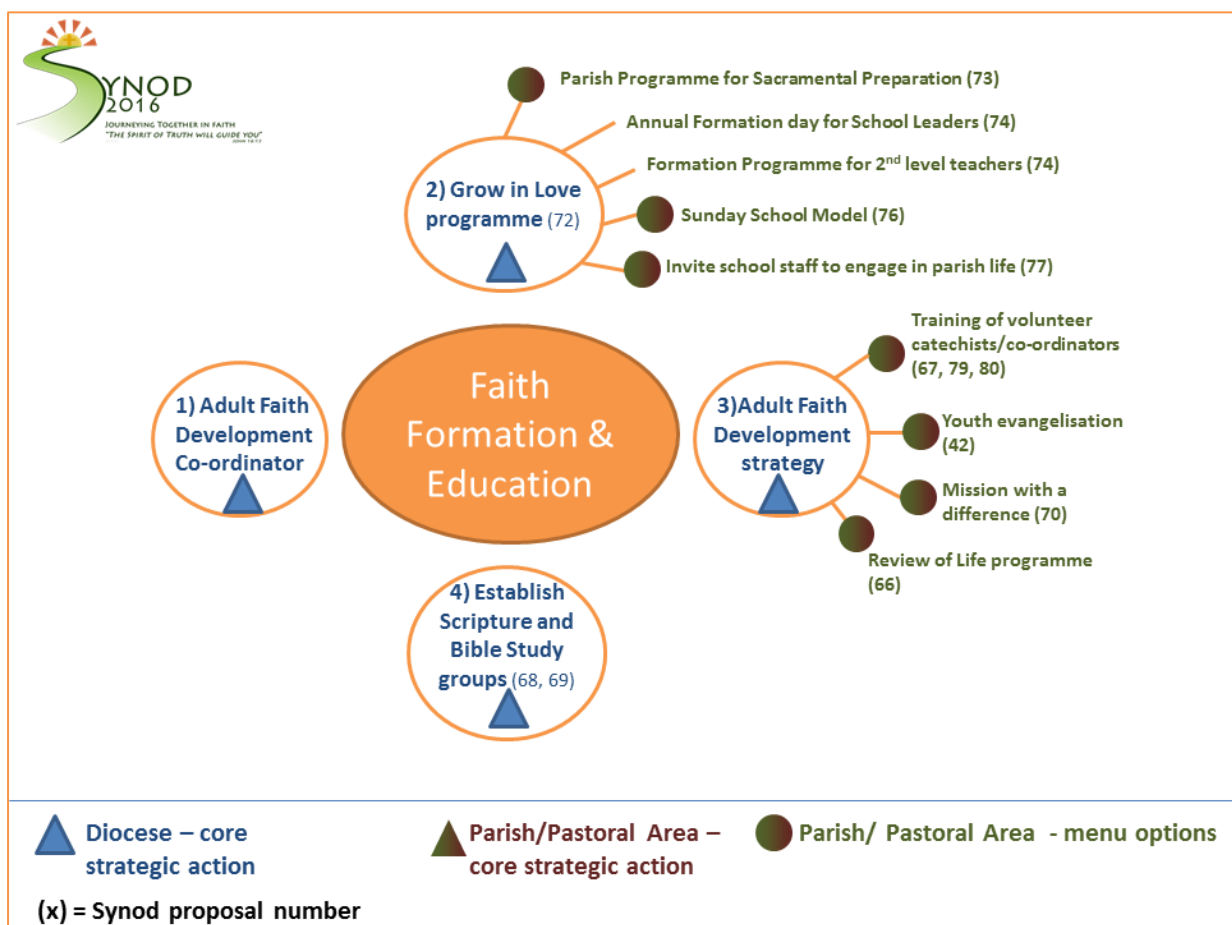 SYNOD
2016
JOURNEYING TOGETHER IN FAITH
"THE SPIRIT OF TRUTH WILL GUIDE YOU"
JOHN 16:13
Parish Programme for Sacramental Preparation (73)
Annual Formation day for School Leaders (74)
Formation Programme for 2nd level teachers (74)
Sunday School Model (76)
Invite school staff to engage in parish life (77)
2) Grow in Love
programme (72)
Training of volunteer
catechists/co-ordinators
(67, 79, 80)
Youth evangelisation
(42)
Mission with a
difference (70)
Review of Life programme
(66)
1) Adult Faith
Development
Co-ordinator
Faith
Formation &
Education
3)Adult Faith
Development
strategy
4) Establish
Scripture and
Bible Study
groups (68, 69)
Diocese – core
strategic action
Parish/Pastoral Area –
core strategic action
Parish/ Pastoral Area - menu options
(x) = Synod proposal number